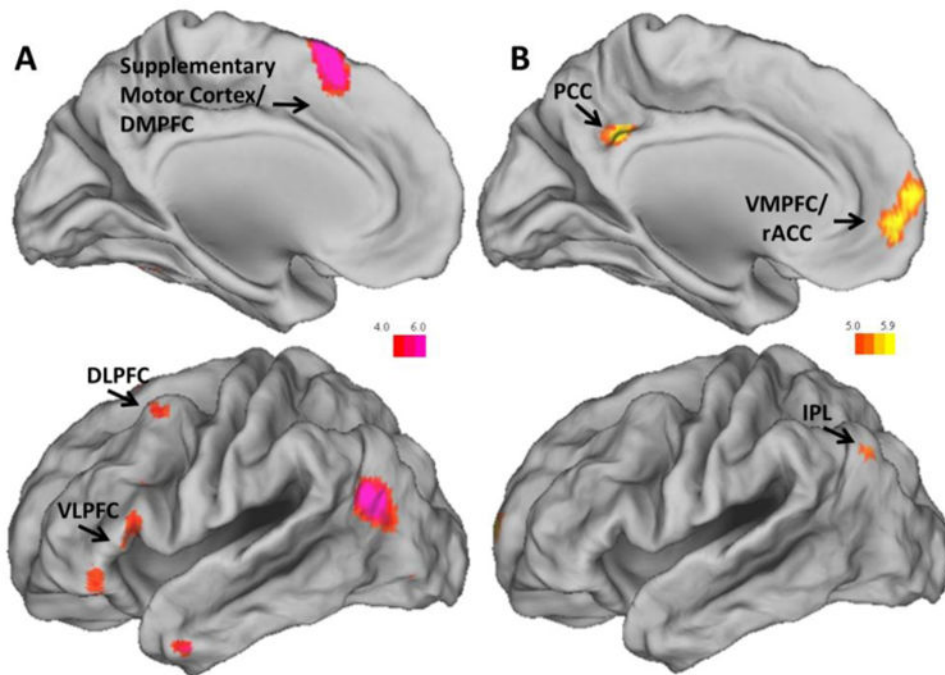 A
Supplementary
Motor Cortex/
DMPFC
B
PCC
VMPFC/
rACC
4.0 6.0
5.0 5.9
DLPFC
VLPFC
IPL